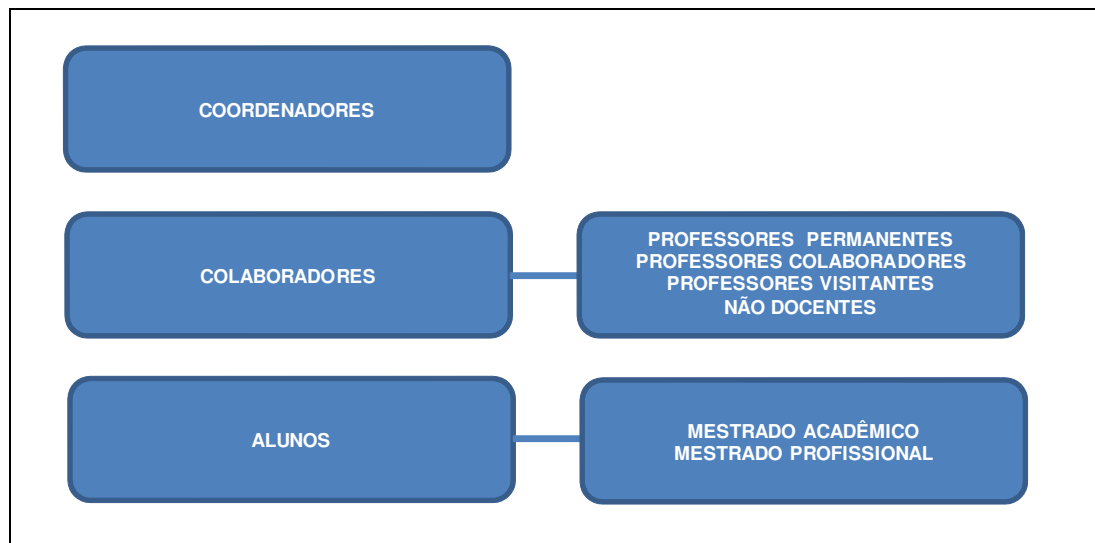 COORDENADORES
COLABORADORES
PROFESSORES PERMANENTES
PROFESSORES COLABORADORES
PROFESSORES VISITANTES
NÃO DOCENTES
ALUNOS
MESTRADO ACADÊMICO
MESTRADO PROFISSIONAL